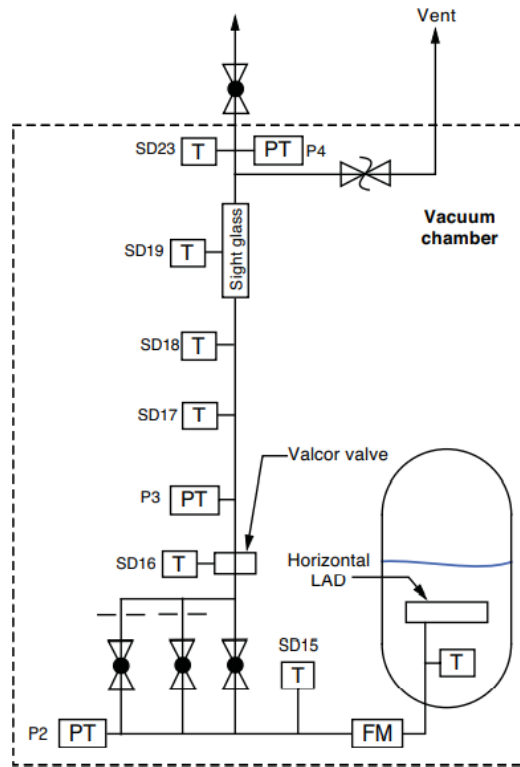 Vent
SD23
T
PT
P4
Vacuum
chamber
SD19
T
Sight glass
SD18
T
SD17
T
Valcor valve
P3
PT
SD16
T
Horizontal
LAD
SD15
T
T
P2
PT
FM